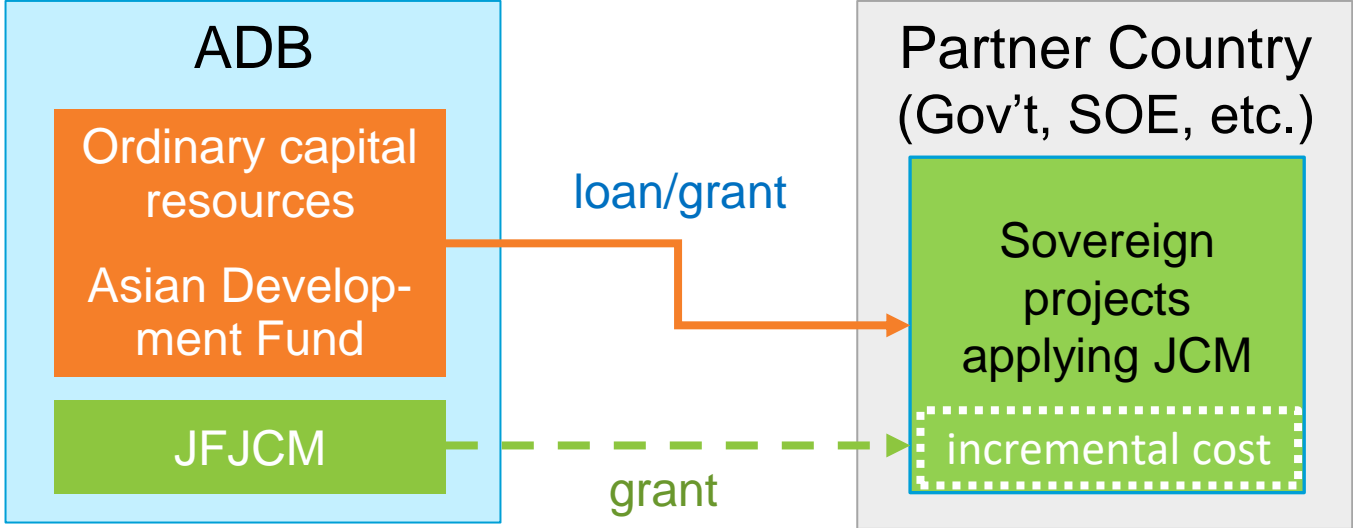 ADB
Ordinary capital
resources
Asian Develop-
ment Fund
JFJCM
loan/grant
grant
Partner Country
(Gov’t, SOE, etc.)
Sovereign
projects
applying JCM
incremental cost